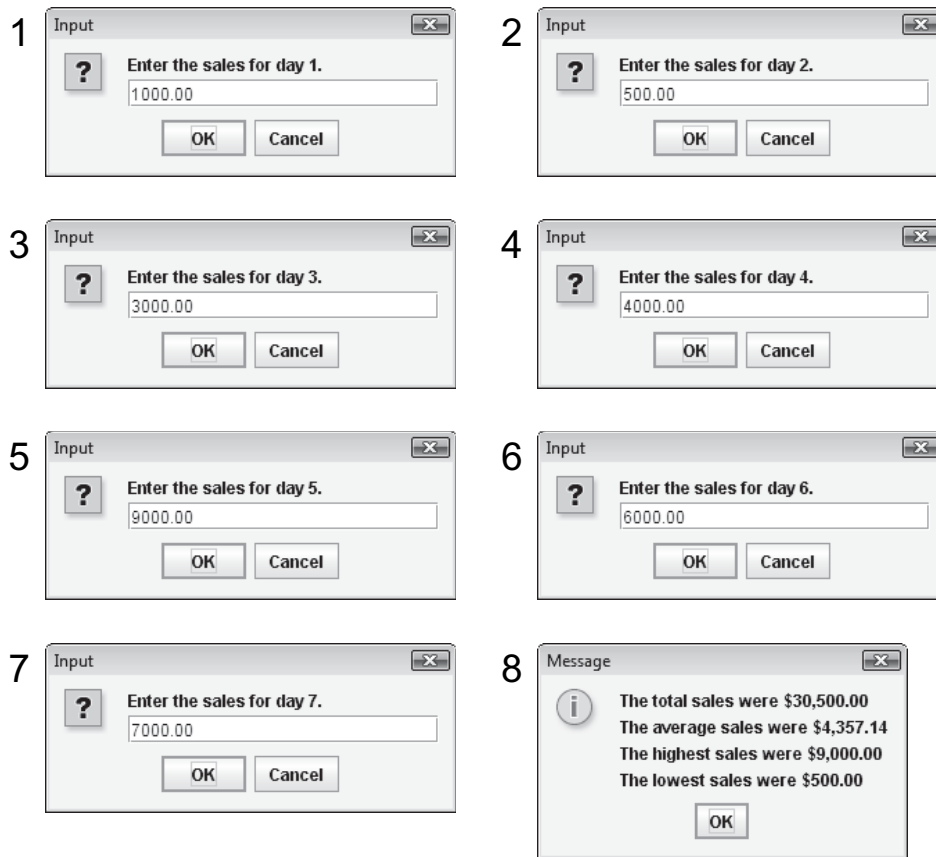 1
Input
Enter the sales for day 1.
1000.00
OK Cancel
2
Input
Enter the sales for day 2.
500.00
OK Cancel
3
Input
Enter the sales for day 3.
3000.00
OK Cancel
4
Input
Enter the sales for day 4.
4000.00
OK Cancel
5
Input
Enter the sales for day 5.
9000.00
OK Cancel
6
Input
Enter the sales for day 6.
6000.00
OK Cancel
7
Input
Enter the sales for day 7.
7000.00
OK Cancel
8
Message
The total sales were $30,500.00
The average sales were $4,357.14
The highest sales were $9,000.00
The lowest sales were $500.00
OK